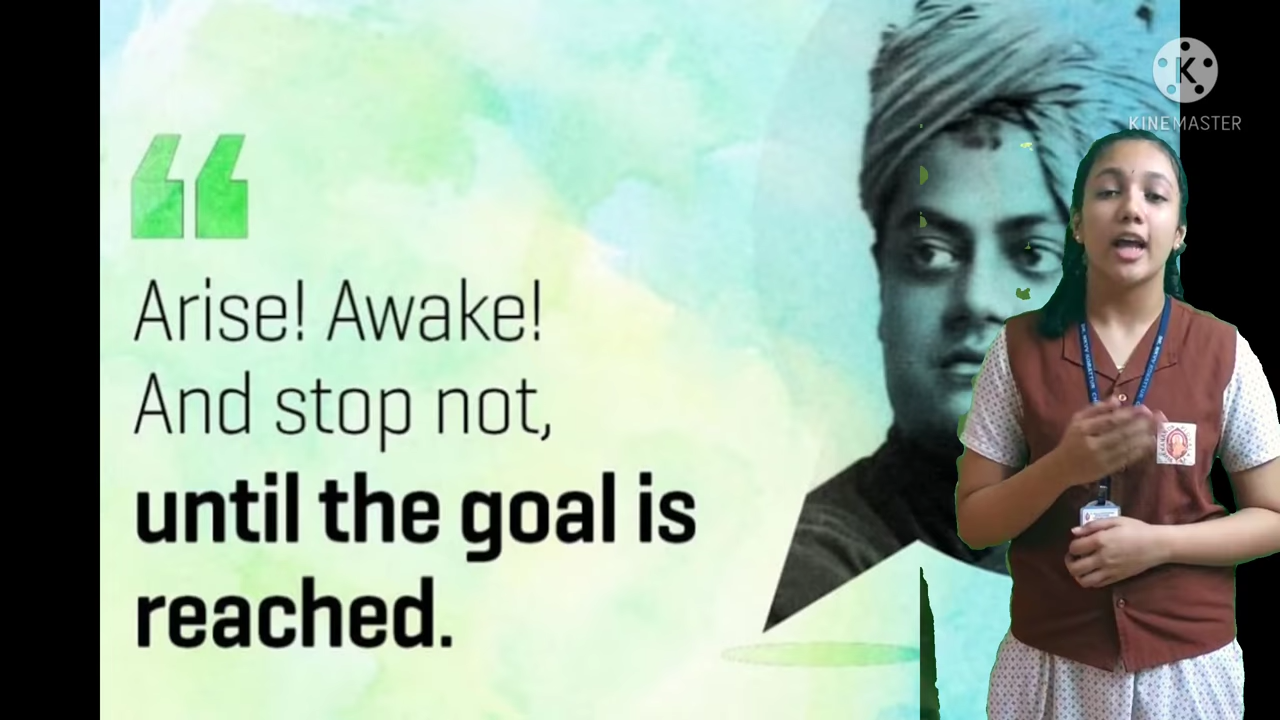 Arise! Awake!
And stop not,
until the goal is
reached.
KINEMASTER